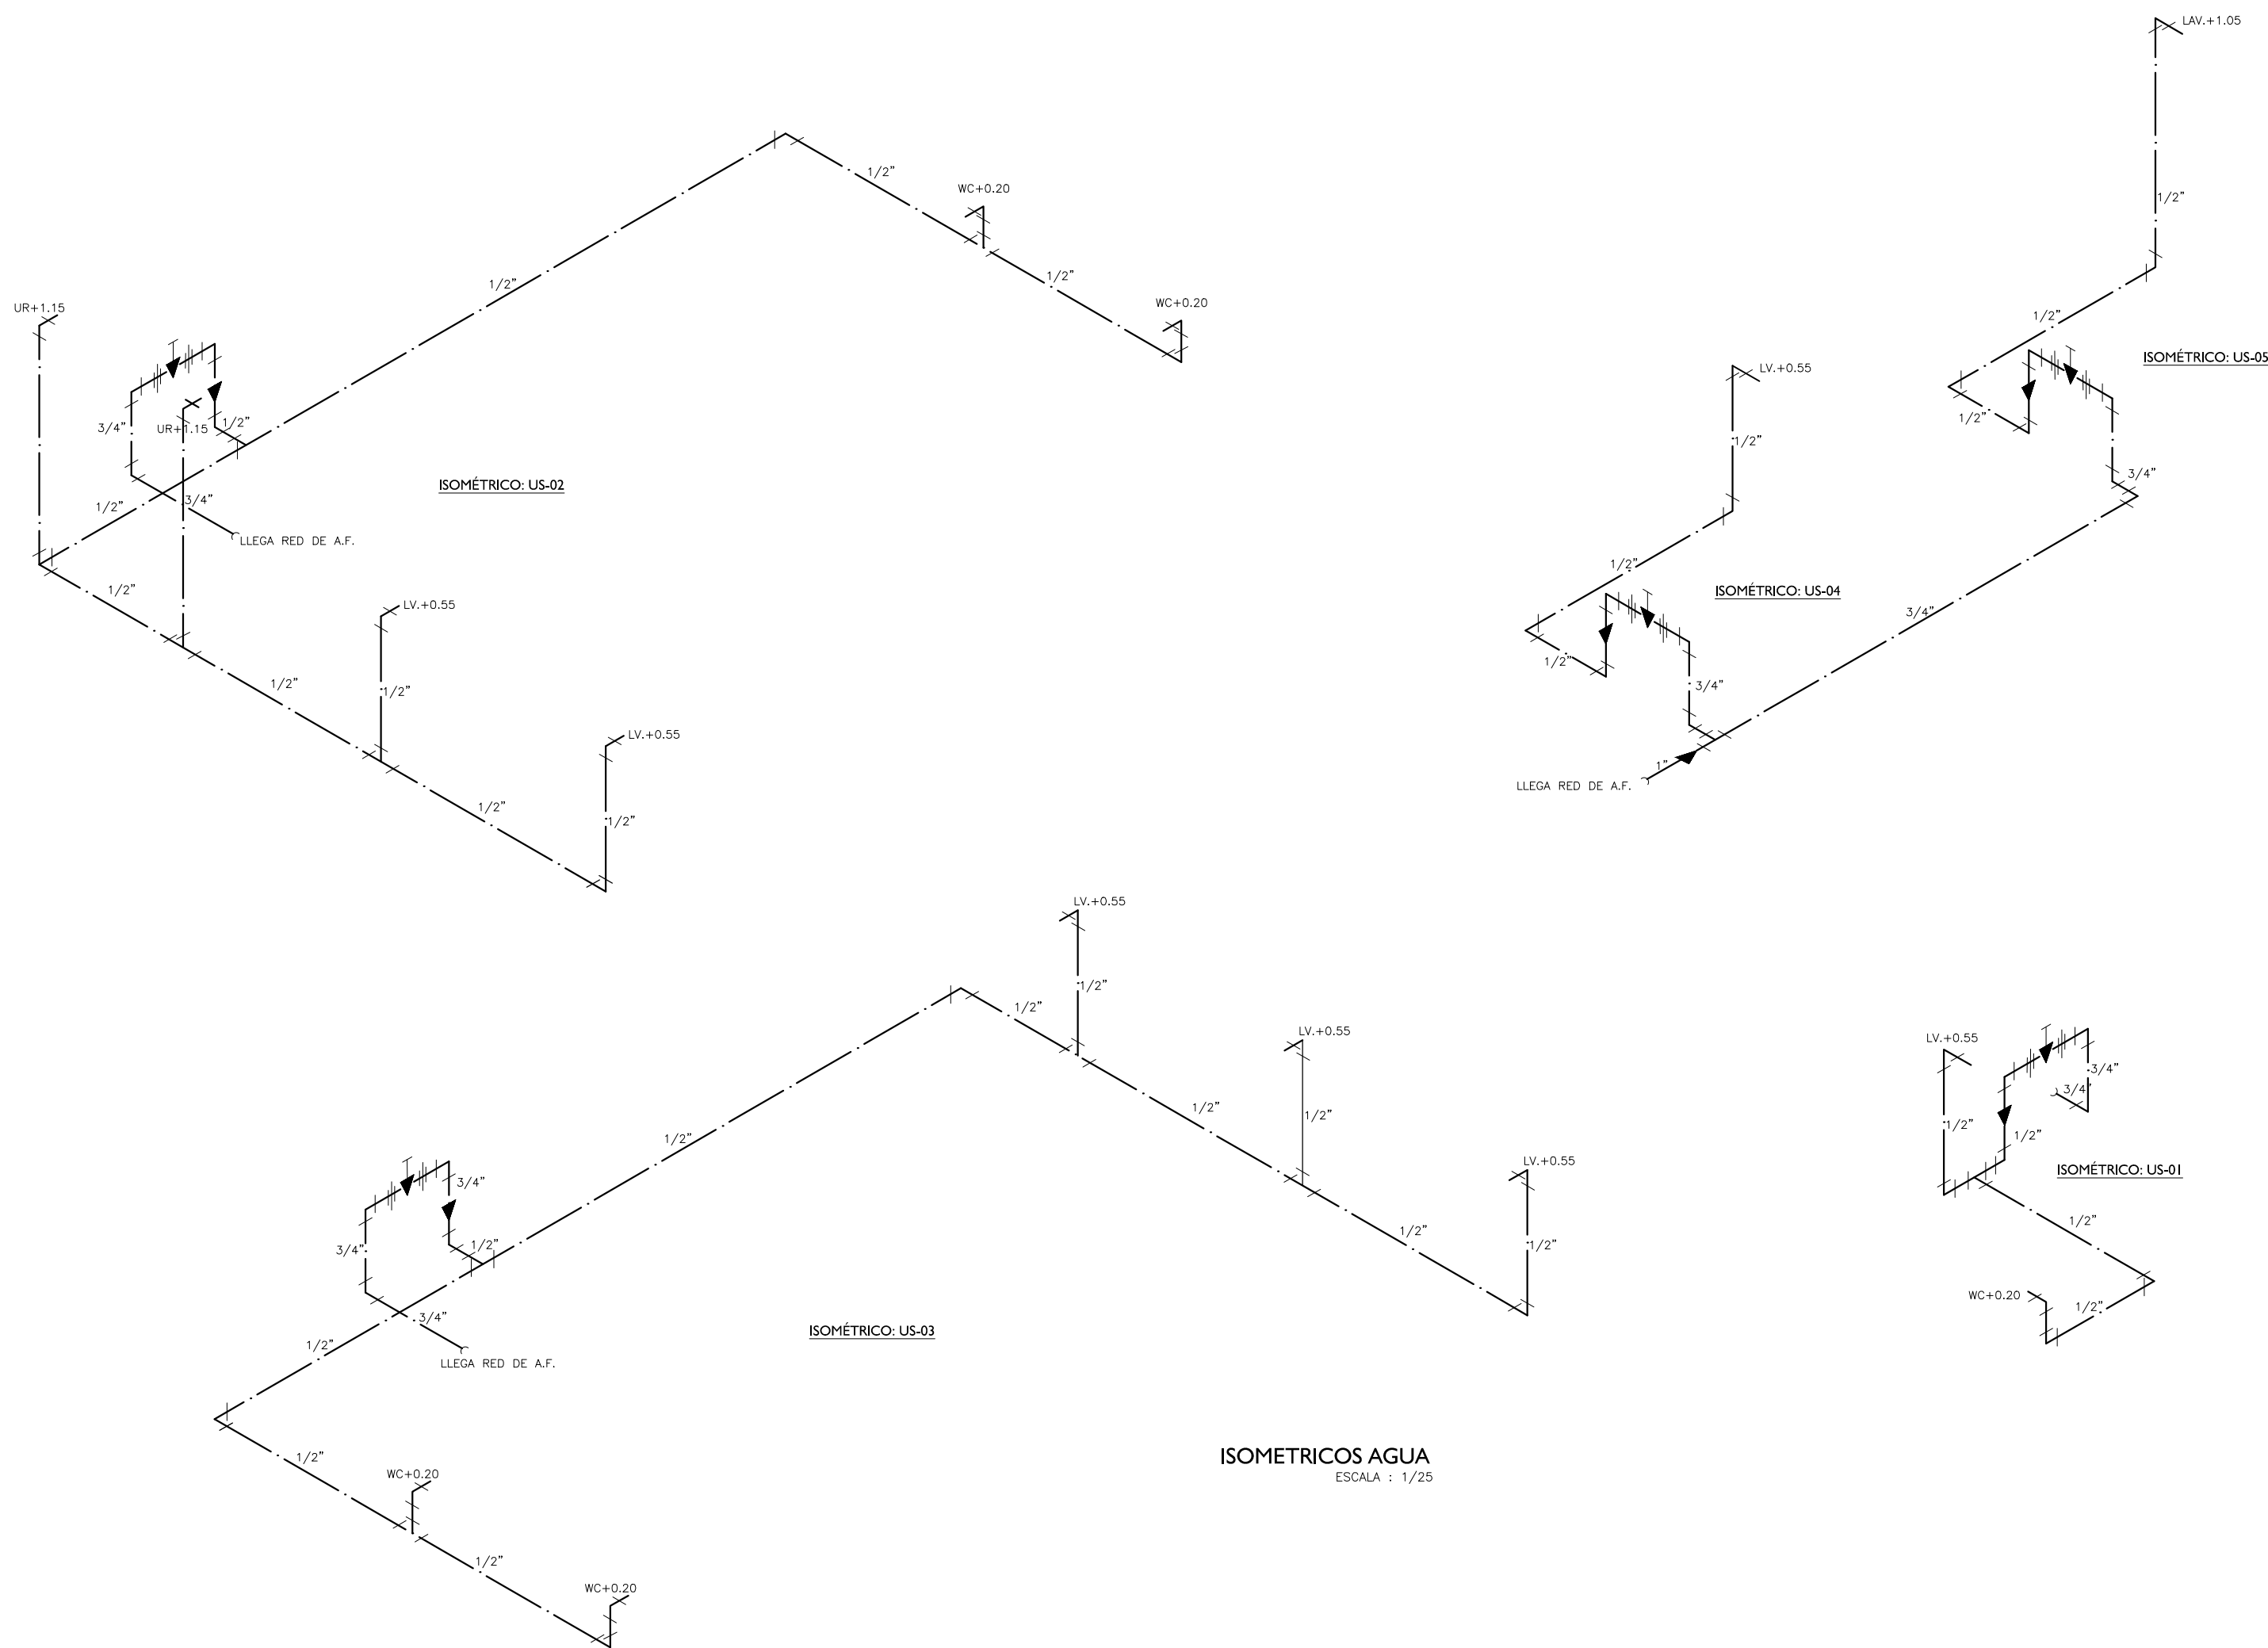 LAV.+1.05
1/2"
WC+0.20
1/2"
1/2"
1/2"
WC+0.20
UR+1.15
1/2"
ISOMÉTRICO: US-05
LV.+0.55
3/4"
UR+1.15
1/2"
1/2"
1/2"
3/4"
ISOMÉTRICO: US-02
1/2"
3/4"
LLEGA RED DE A.F.
1/2"
1/2"
ISOMÉTRICO: US-04
LV.+0.55
3/4"
1/2"
1/2"
1/2"
3/4"
LV.+0.55
1"
LLEGA RED DE A.F.
1/2"
1/2"
LV.+0.55
1/2"
1/2"
LV.+0.55
LV.+0.55
3/4"
3/4"
1/2"
1/2"
1/2"
1/2"
1/2"
LV.+0.55
ISOMÉTRICO: US-01
3/4"
1/2"
1/2"
3/4"
1/2"
1/2"
WC+0.20
1/2"
3/4"
ISOMÉTRICO: US-03
1/2"
LLEGA RED DE A.F.
ISOMETRICOS AGUA
ESCALA : 1/25
1/2"
WC+0.20
1/2"
WC+0.20